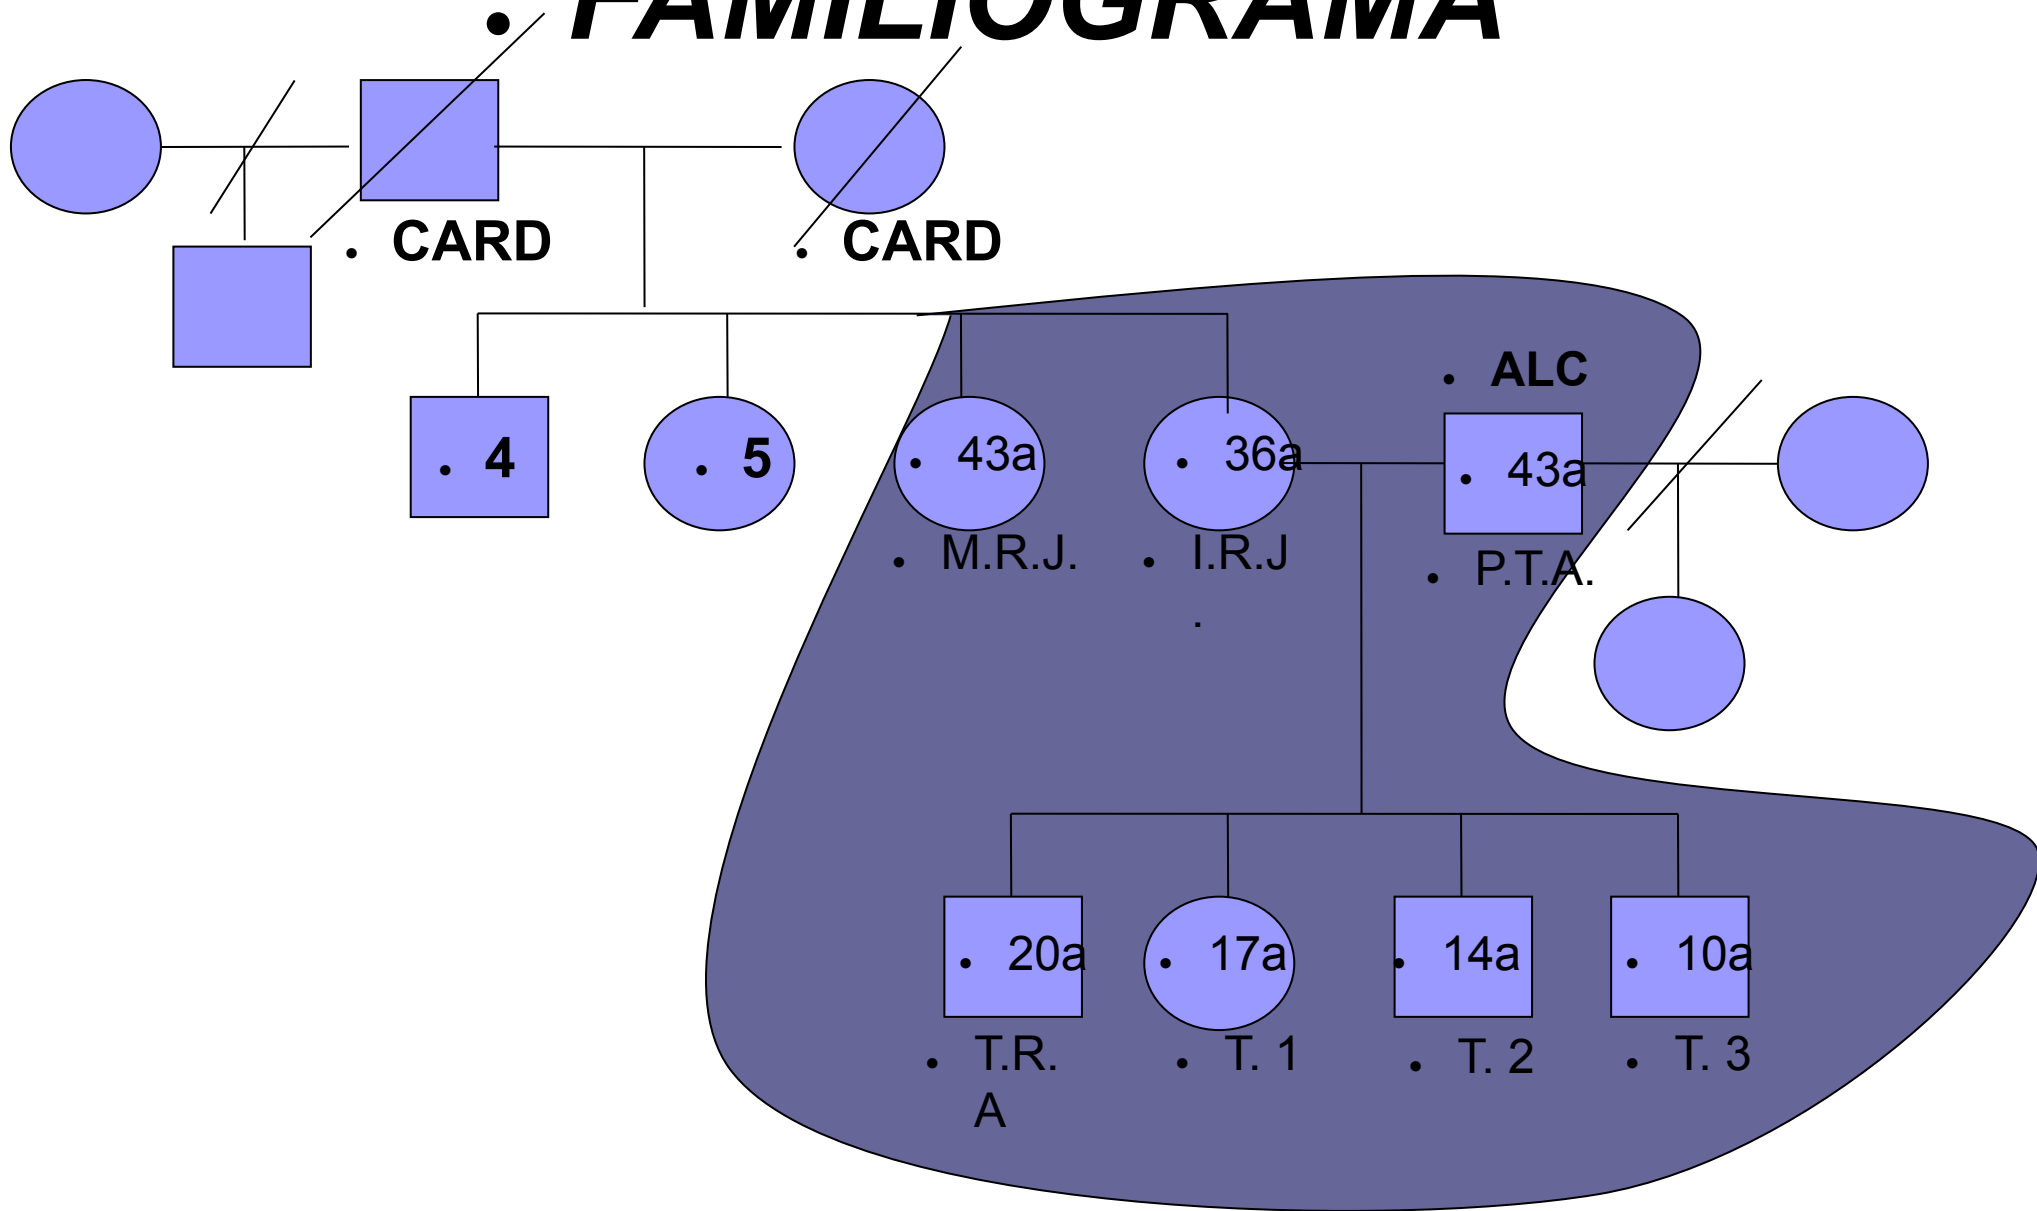 • FAMILIOGRAMA
• CARD
• CARD
• ALC
• 4
• 5
• 43a
• 36a
• 43a
• M.R.J.
• I.R.J
.
• P.T.A.
• 20a
• 17a
• 14a
• 10a
• T.R.
A
• T. 1
• T. 2
• T. 3